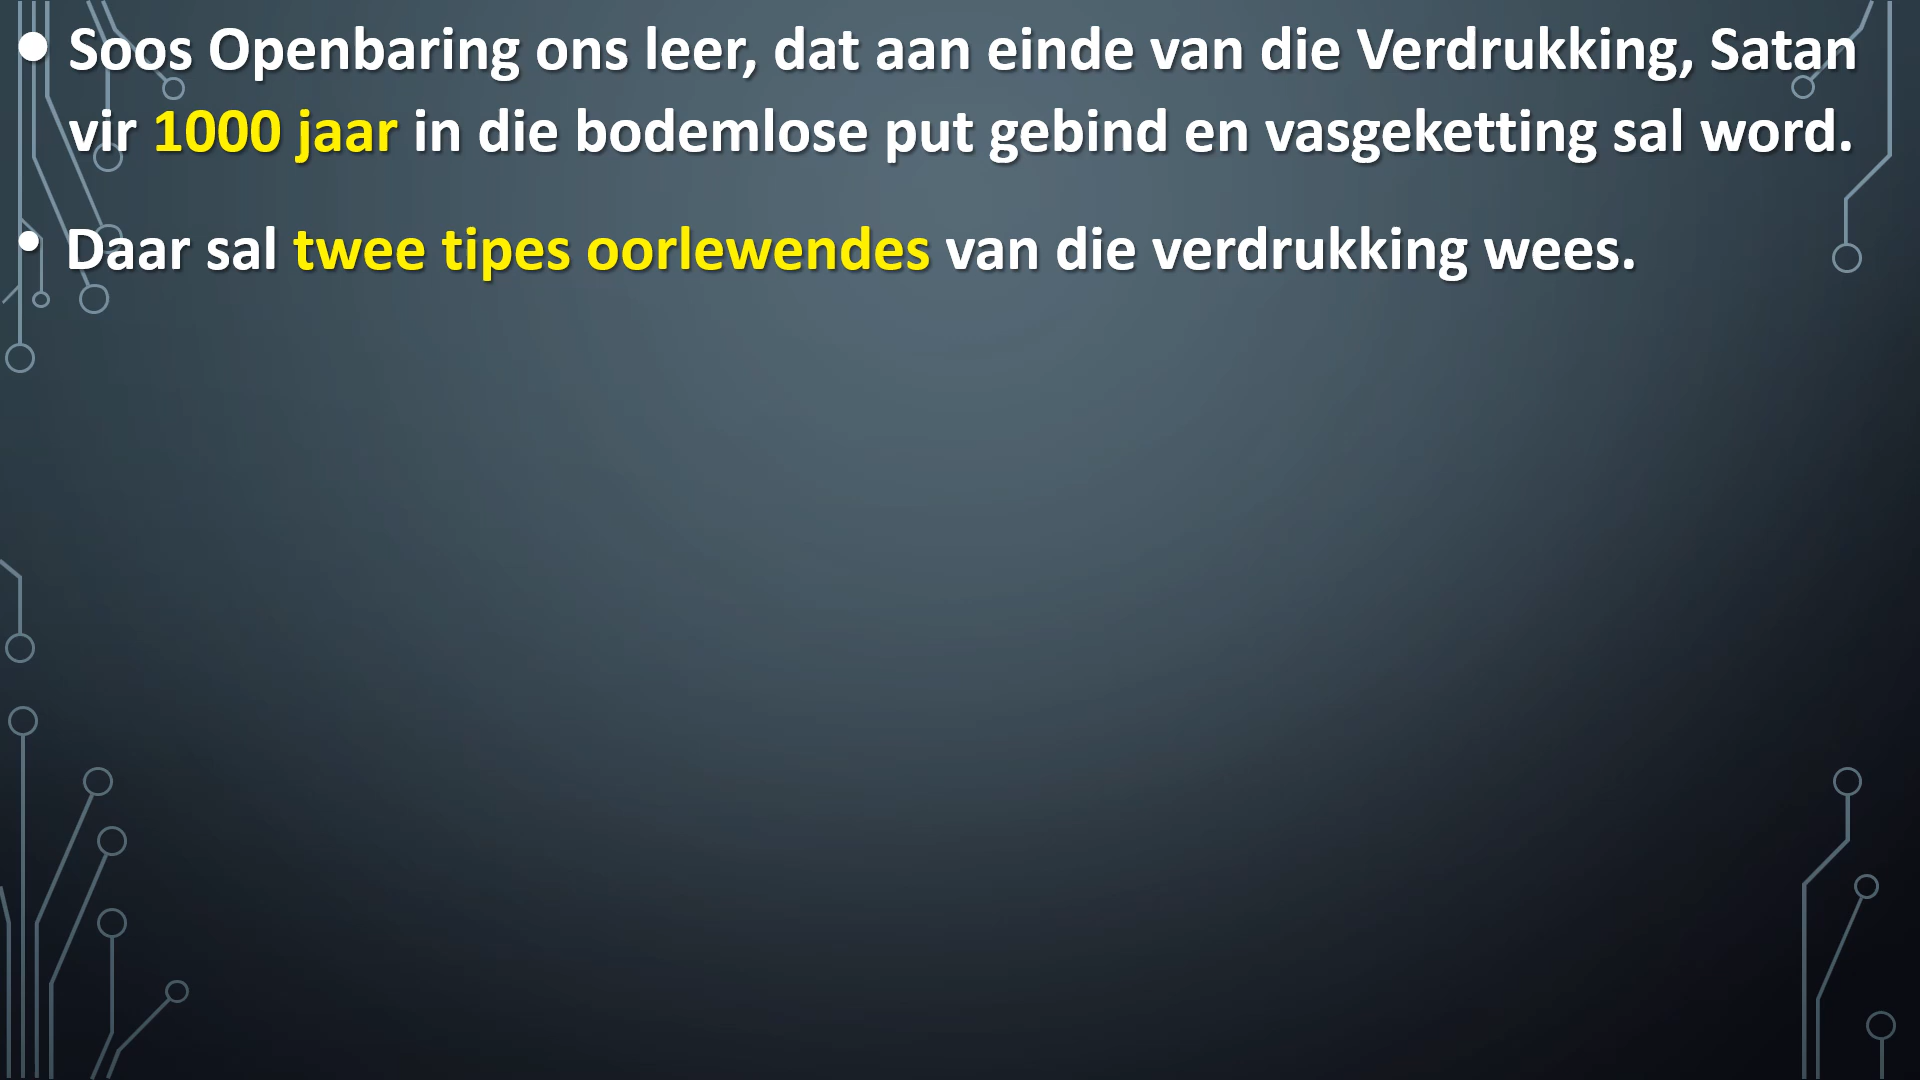 • Soos Openbaring ons leer, dat aan einde van die Verdrukking, Satan
vir 1000 jaar in die bodemlose put gebind en vasgeketting sal word.
• Daar sal twee tipes oorlewendes van die verdrukking wees.